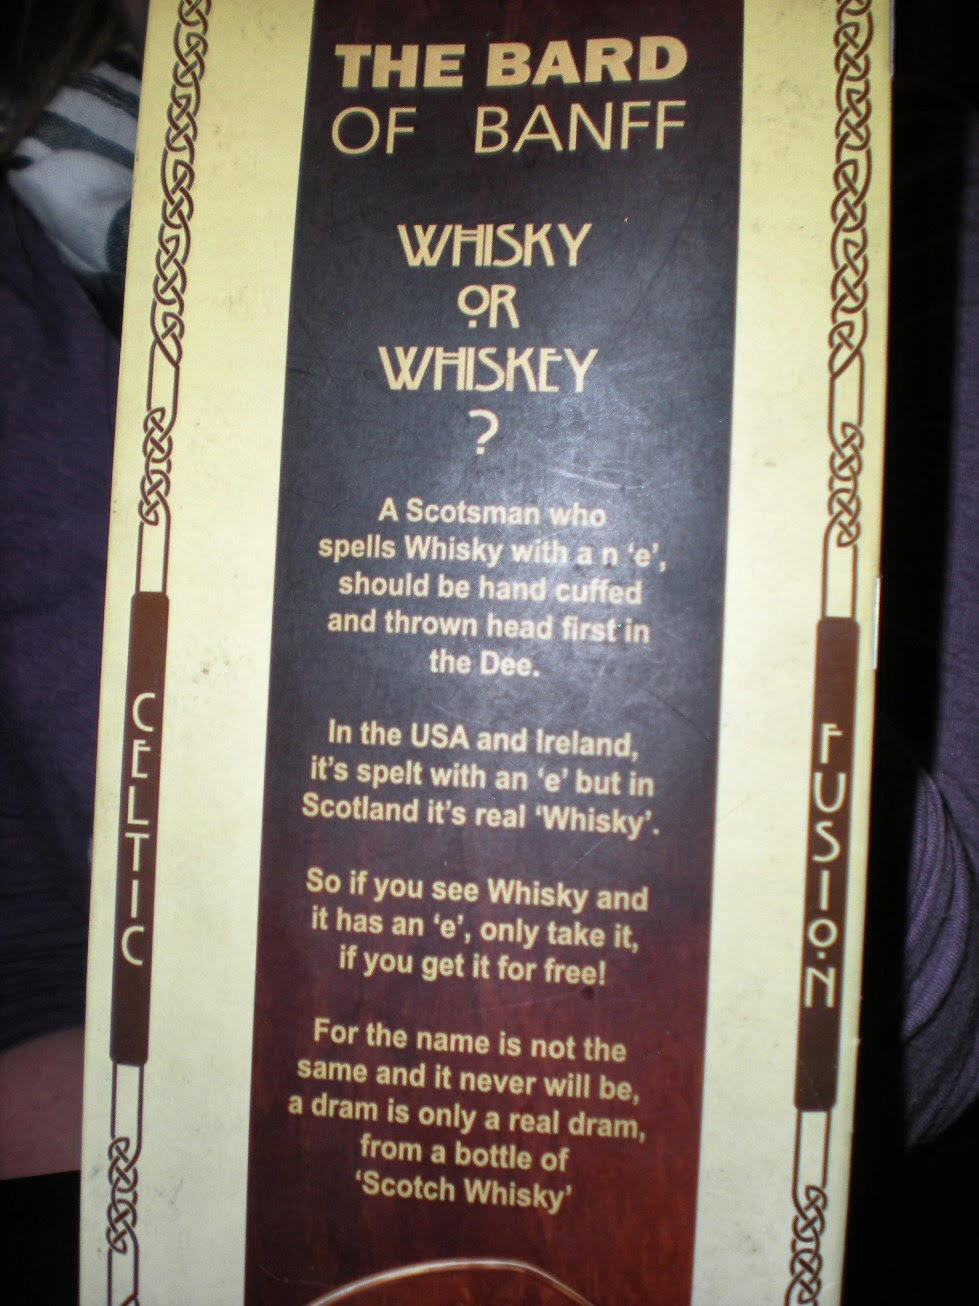 THE BARD
OF BANFF
WHISKY
OR
WHISKEY
?
A Scotsman who
spells Whisky with a n ‘e’,
should be hand cuffed
and thrown head first in
the Dee.
In the USA and Ireland,
it’s spelt with an ‘e’ but in
Scotland it’s real ‘Whisky’.
So if you see Whisky and
it has an ‘e’, only take it,
if you get it for free!
For the name is not the
same and it never will be,
a dram is only a real dram,
from a bottle of
‘Scotch Whisky’
CELTIC
FUSION